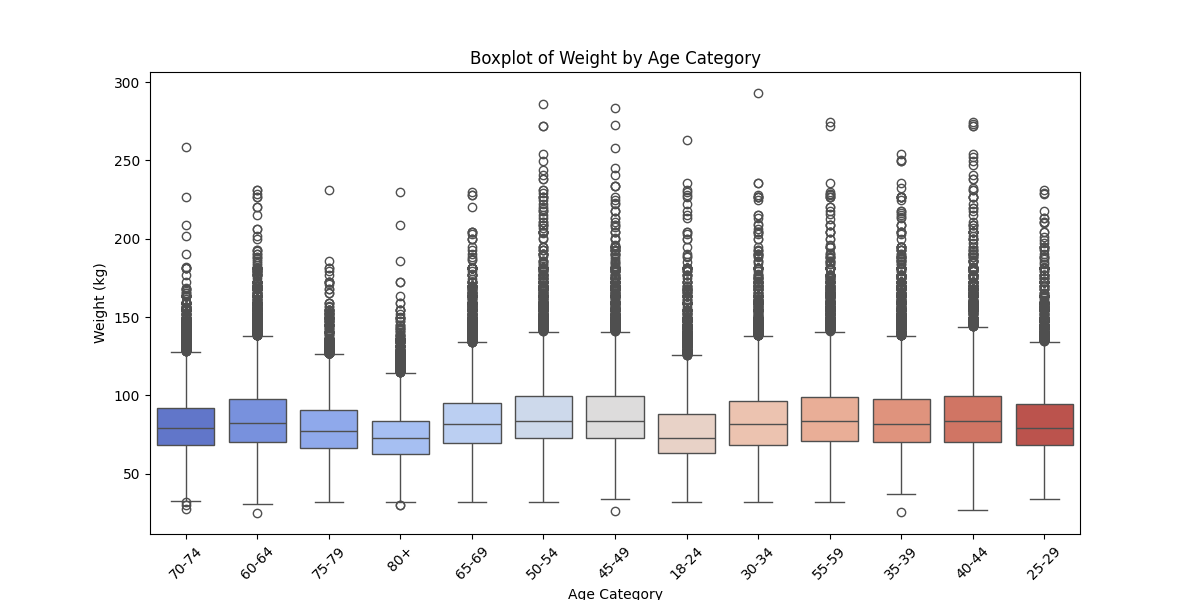 Boxplot of Weight by Age Category
Weight (kg)
300
250
200
150
100
50
70-74 60-64 75-79 80+ 65-69 50-54 45-49 18-24 30-34 55-59 35-39 40-44 25-29
Age Category